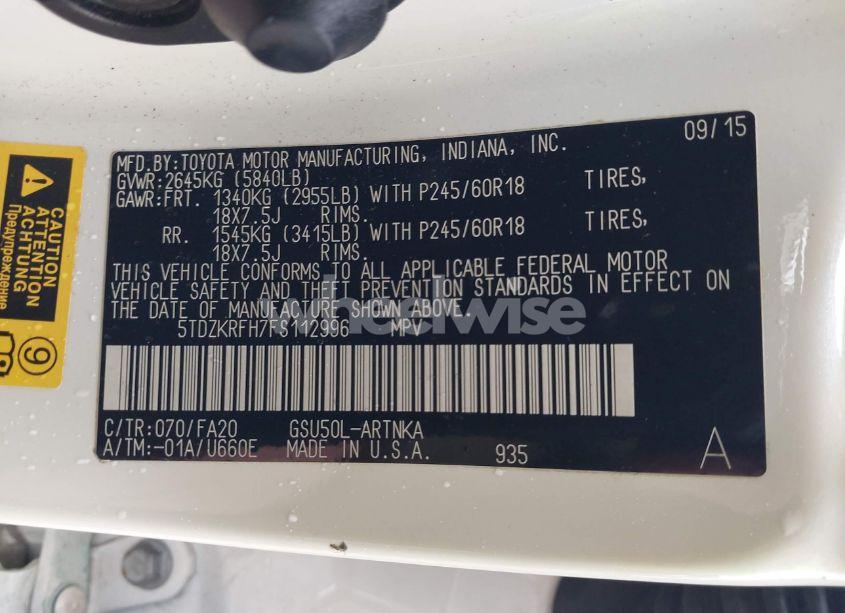 09/15
MFD.BY:TOYOTA MOTOR MANUFACTURING, INDIANA, INC.
GVWR:2645KG (5840LB)
GAWR:FRT. 1340KG (2955LB) WITH P245/60R18 TIRES,
18X7.5J RIMS.
RR. 1545KG (3415LB) WITH P245/60R18 TIRES,
18X7.5J RIMS.
THIS VEHICLE CONFORMS TO ALL APPLICABLE FEDERAL MOTOR
VEHICLE SAFETY AND THEFT PREVENTION STANDARDS IN EFFECT ON
THE DATE OF MANUFACTURE SHOWN ABOVE.
5TDZKRFH7FS112996 MPV
C/TR:070/FA20 GSU50L-ARTNKA
A/TM:-01A/U660E MADE IN U.S.A. 935 A
CAUTION
ATTENTION
ACHTUNG
Предупреждение
9
wheelwise